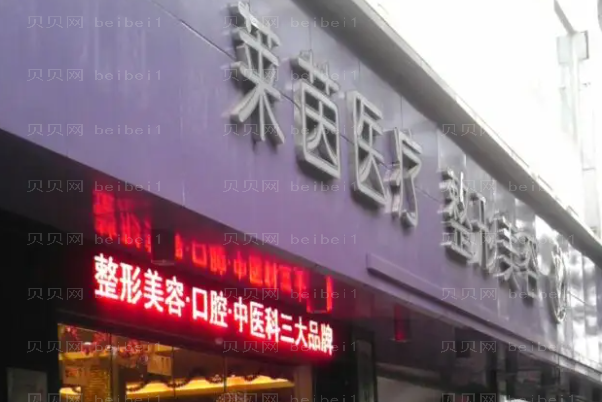 莱茵医疗 整形美容
整形美容·口腔·中医科三大品牌
贝贝网 beibei1